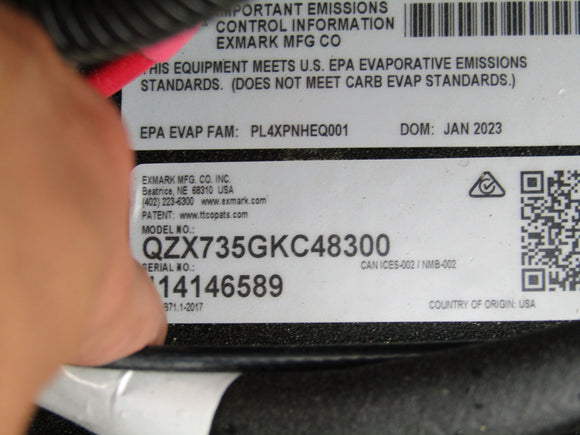 IMPORTANT EMISSIONS
CONTROL INFORMATION
EXMARK MFG CO
THIS EQUIPMENT MEETS U.S. EPA EVAPORATIVE EMISSIONS
STANDARDS. (DOES NOT MEET CARB EVAP STANDARDS.)
EPA EVAP FAM: PL4XPNHEQ001 DOM: JAN 2023
EXMARK MFG. CO. INC.
Beatrice, NE 68310 USA
(402) 223-6300 www.exmark.com
PATENT: www.ttcopats.com
MODEL NO.:
QZX735GKC48300
SERIAL NO.: CAN ICES-002 / NMB-002
14146589
B71.1-2017 COUNTRY OF ORIGIN: USA